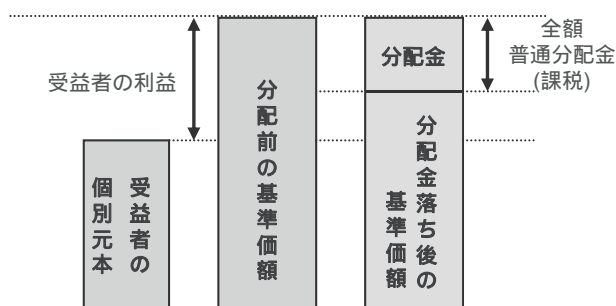 受益者の利益
受益者の
個別元本
分配前の基準価額
分配金
分配金落ち後の
基準価額
全額
普通分配金
(課税)